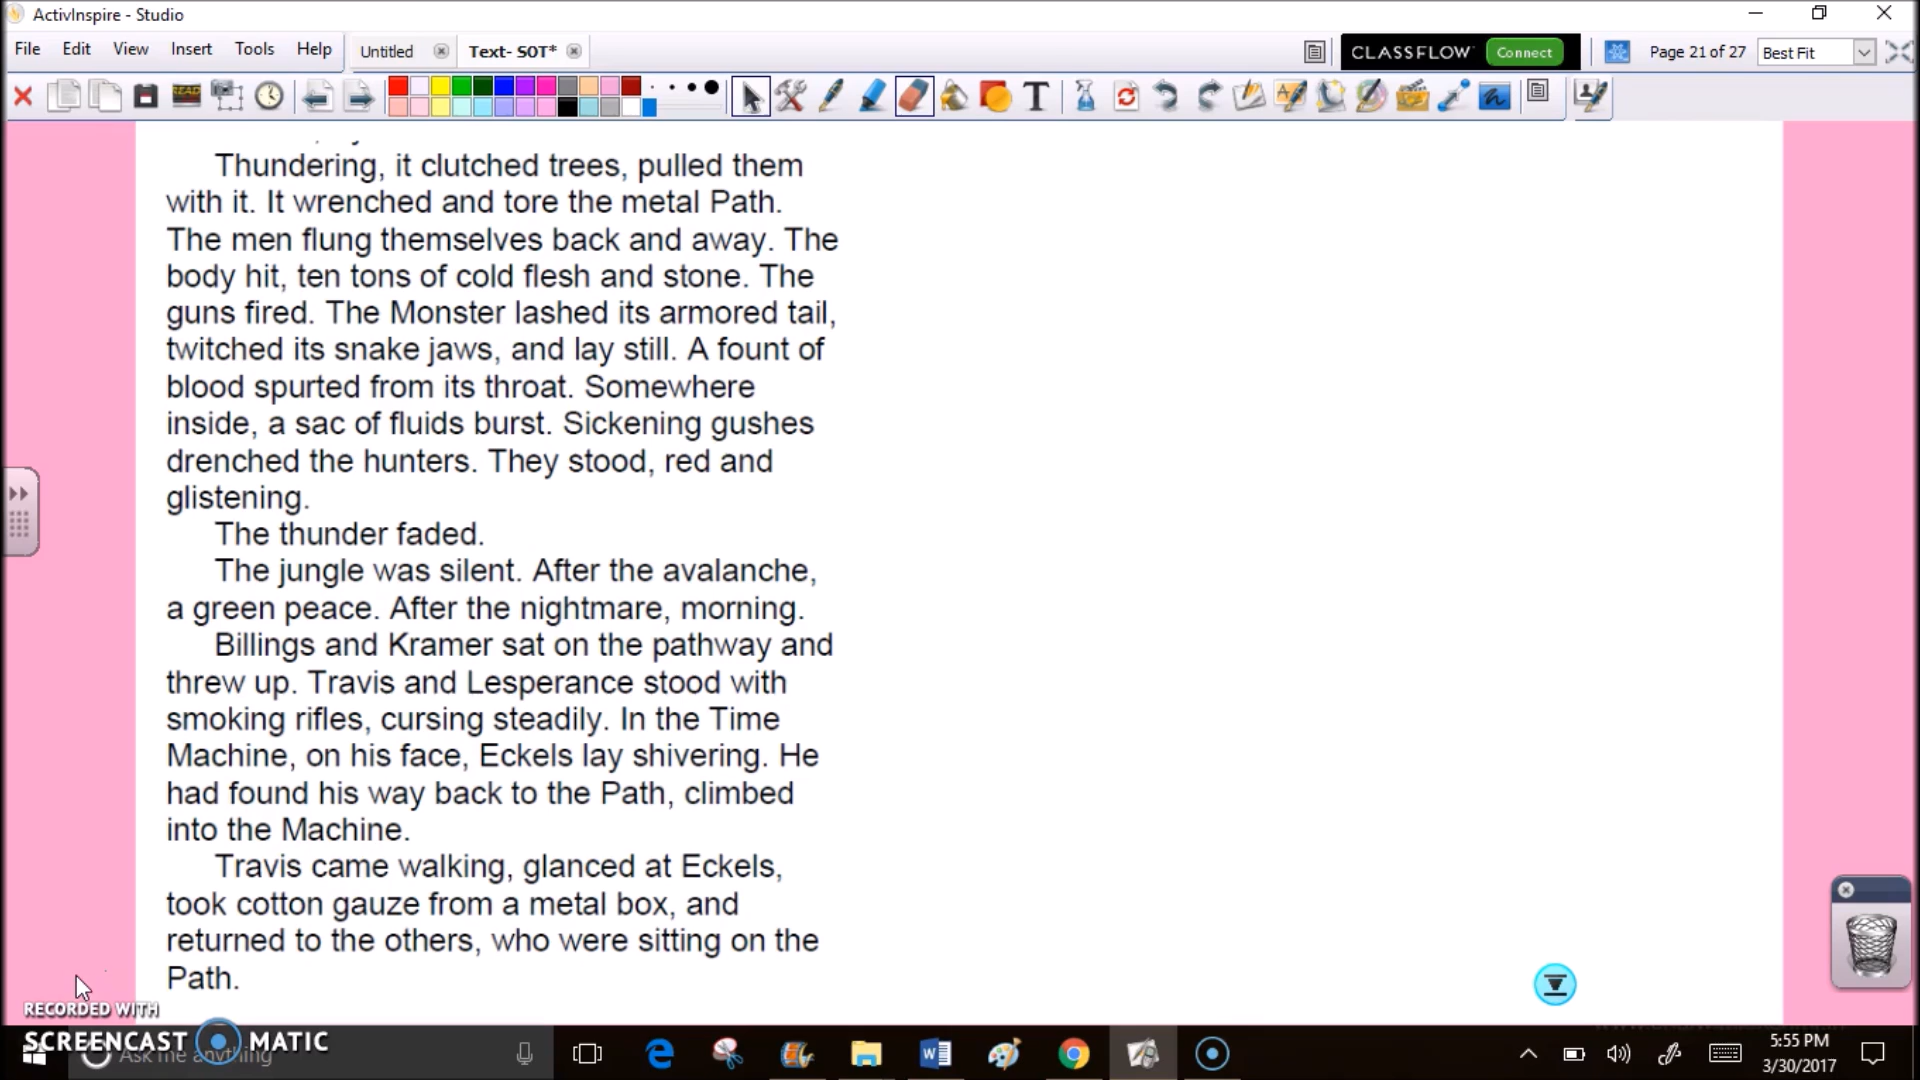 ActivInspire - Studio
File Edit View Insert Tools Help Untitled Text- SOT* CLASSFLOW Connect Page 21 of 27 Best Fit
Thundering, it clutched trees, pulled them
with it. It wrenched and tore the metal Path.
The men flung themselves back and away. The
body hit, ten tons of cold flesh and stone. The
guns fired. The Monster lashed its armored tail,
twitched its snake jaws, and lay still. A fount of
blood spurted from its throat. Somewhere
inside, a sac of fluids burst. Sickening gushes
drenched the hunters. They stood, red and
glistening.
The thunder faded.
The jungle was silent. After the avalanche,
a green peace. After the nightmare, morning.
Billings and Kramer sat on the pathway and
threw up. Travis and Lesperance stood with
smoking rifles, cursing steadily. In the Time
Machine, on his face, Eckels lay shivering. He
had found his way back to the Path, climbed
into the Machine.
Travis came walking, glanced at Eckels,
took cotton gauze from a metal box, and
returned to the others, who were sitting on the
Path.
RECORDED WITH
SCREENCAST MATIC
Ask me anything
5:55 PM
3/30/2017